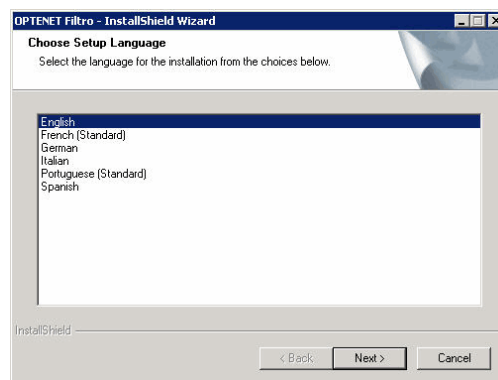 OPTENET Filtro - InstallShield Wizard
Choose Setup Language
Select the language for the installation from the choices below.
English
French (Standard)
German
Italian
Portuguese (Standard)
Spanish
InstallShield
< Back
Next >
Cancel